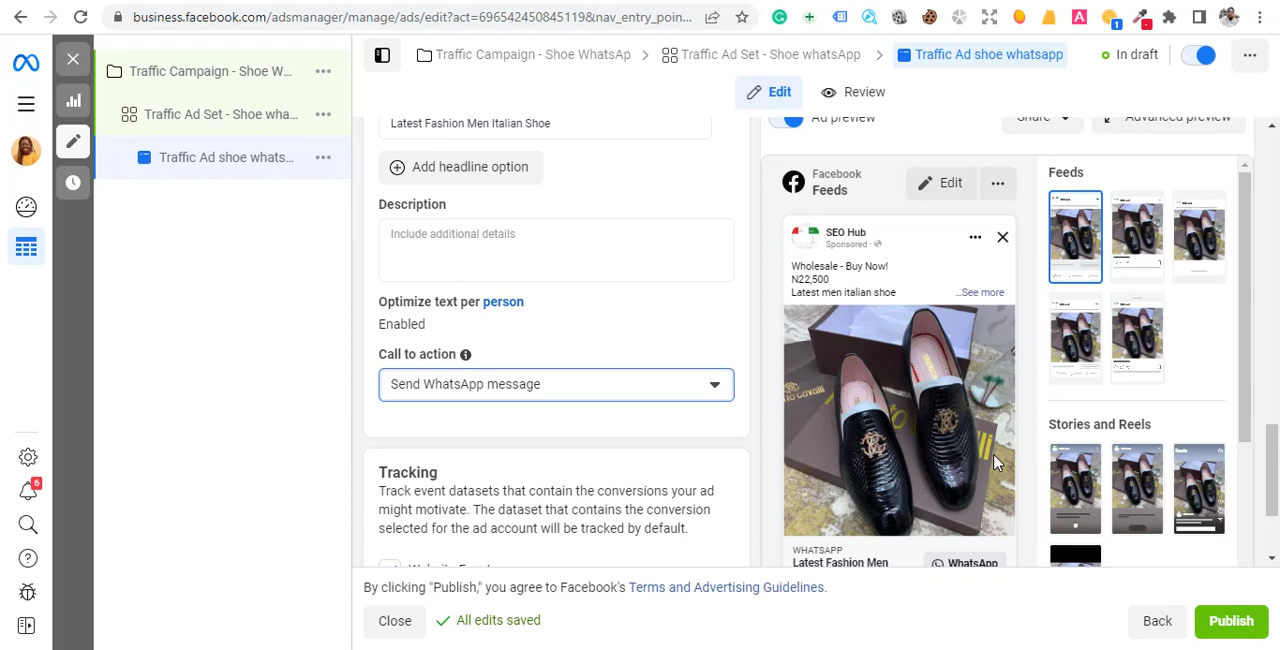 business.facebook.com/adsmanager/manage/ads/edit?act=696542450845119&nav_entry_poin...
Traffic Campaign - Shoe W...
Traffic Ad Set - Shoe wha...
Traffic Ad shoe whats...
6
1
Traffic Campaign - Shoe WhatsAp
Traffic Ad Set - Shoe whatsApp
Traffic Ad shoe whatsapp
In draft
Edit
Review
Latest Fashion Men Italian Shoe
Add headline option
Description
Include additional details
Optimize text per person
Enabled
Call to action
Send WhatsApp message
Tracking
Track event datasets that contain the conversions your ad
might motivate. The dataset that contains the conversion
selected for the ad account will be tracked by default.
Ad preview
Share
Advanced preview
Facebook
Feeds
Edit
SEO Hub
Sponsored ·
Wholesale - Buy Now!
N22,500
Latest men italian shoe
...See more
WHATSAPP
Latest Fashion Men
WhatsApp
Feeds
Stories and Reels
By clicking "Publish," you agree to Facebook's Terms and Advertising Guidelines.
Close
All edits saved
Back
Publish